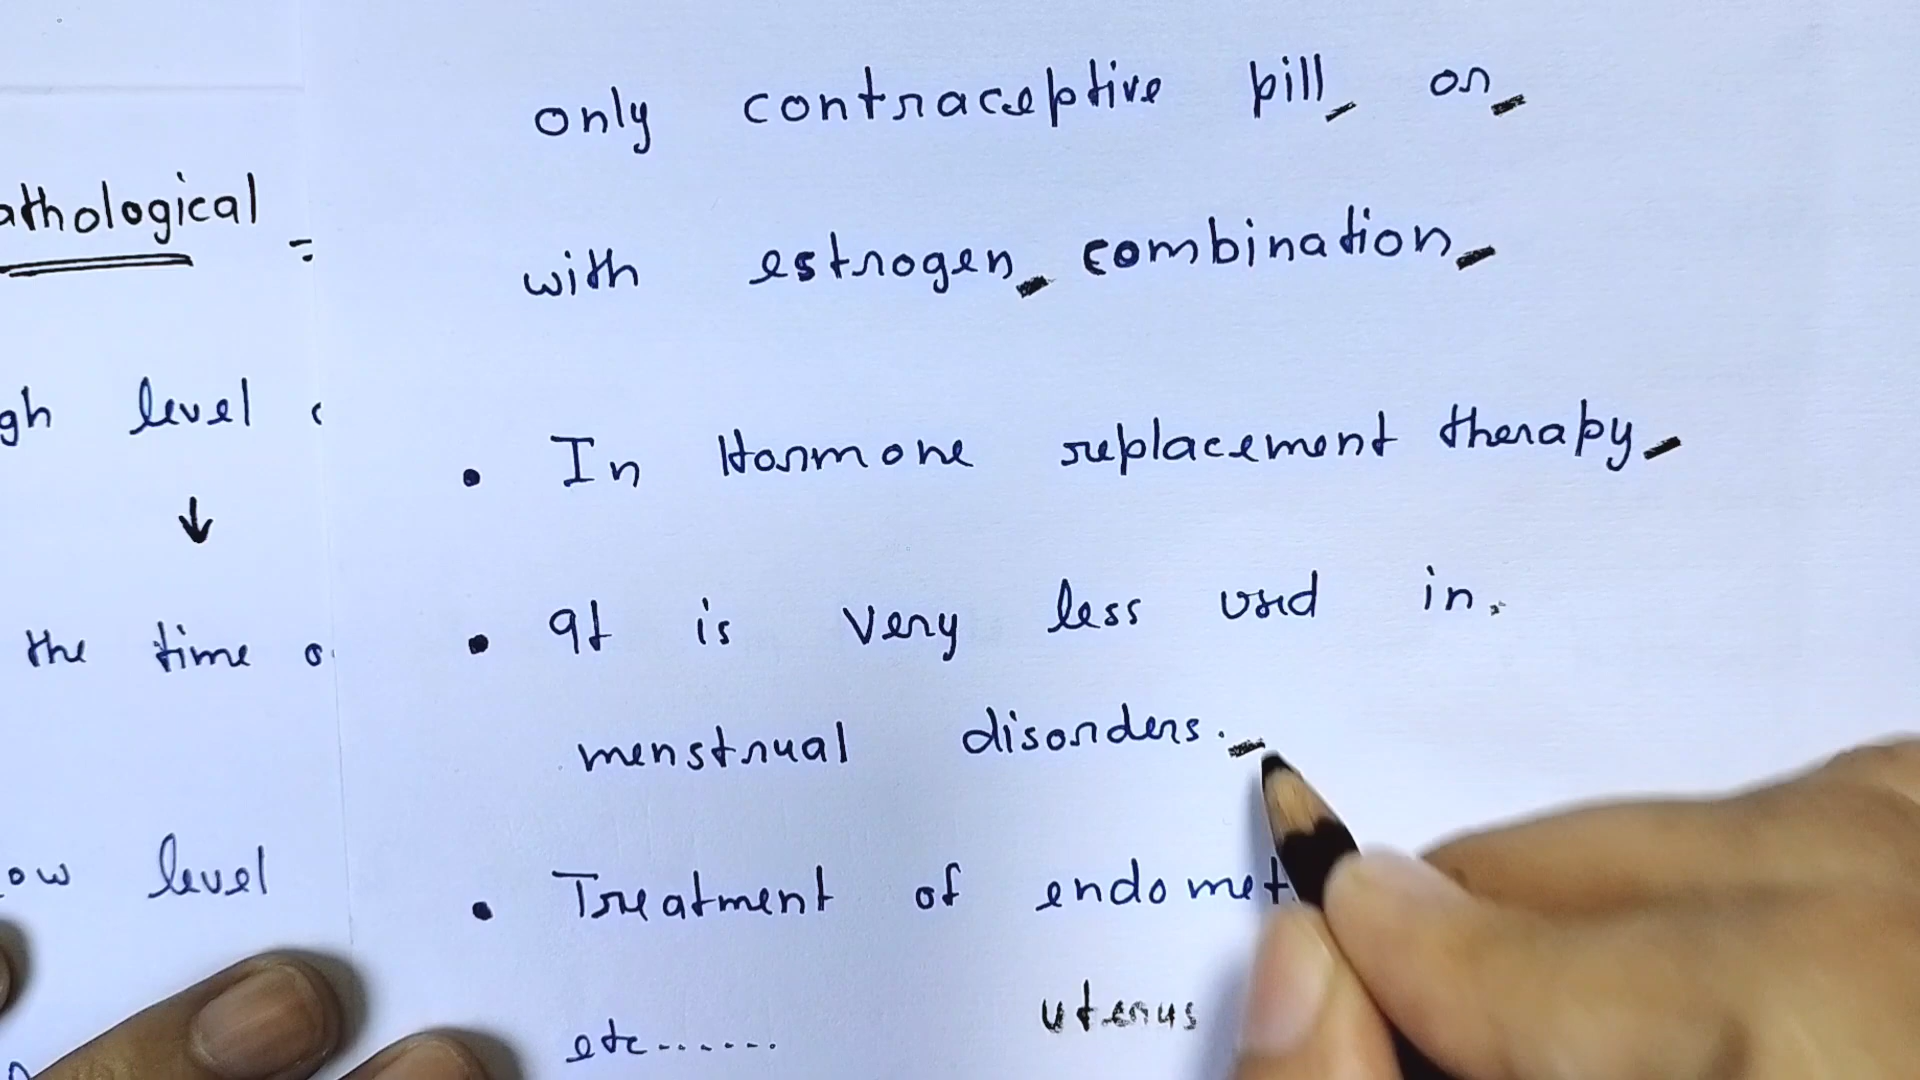 only contraceptive pill or
with estrogen combination
• In Hormone replacement therapy
• It is very less used in.
menstrual disorders.
• Treatment of endomet
etc......
uterus
athological
gh level
the time o
ow level